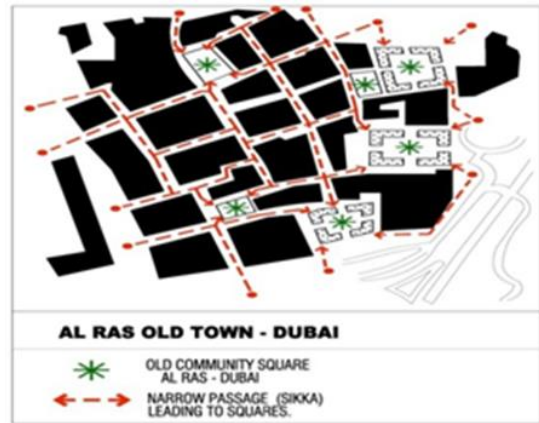 AL RAS OLD TOWN - DUBAI
OLD COMMUNITY SQUARE
AL RAS - DUBAI
NARROW PASSAGE (SIKKA)
LEADING TO SQUARES.